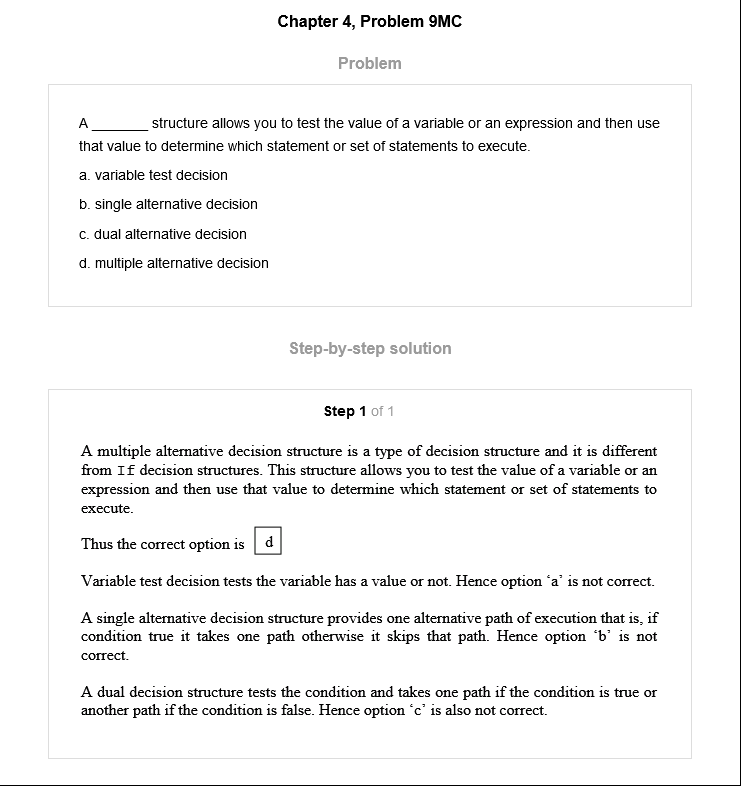 Chapter 4, Problem 9MC
Problem
A _______ structure allows you to test the value of a variable or an expression and then use
that value to determine which statement or set of statements to execute.
a. variable test decision
b. single alternative decision
c. dual alternative decision
d. multiple alternative decision
Step-by-step solution
Step 1 of 1
A multiple alternative decision structure is a type of decision structure and it is different
from If decision structures. This structure allows you to test the value of a variable or an
expression and then use that value to determine which statement or set of statements to
execute.
Thus the correct option is d
Variable test decision tests the variable has a value or not. Hence option ‘a’ is not correct.
A single alternative decision structure provides one alternative path of execution that is, if
condition true it takes one path otherwise it skips that path. Hence option ‘b’ is not
correct.
A dual decision structure tests the condition and takes one path if the condition is true or
another path if the condition is false. Hence option ‘c’ is also not correct.